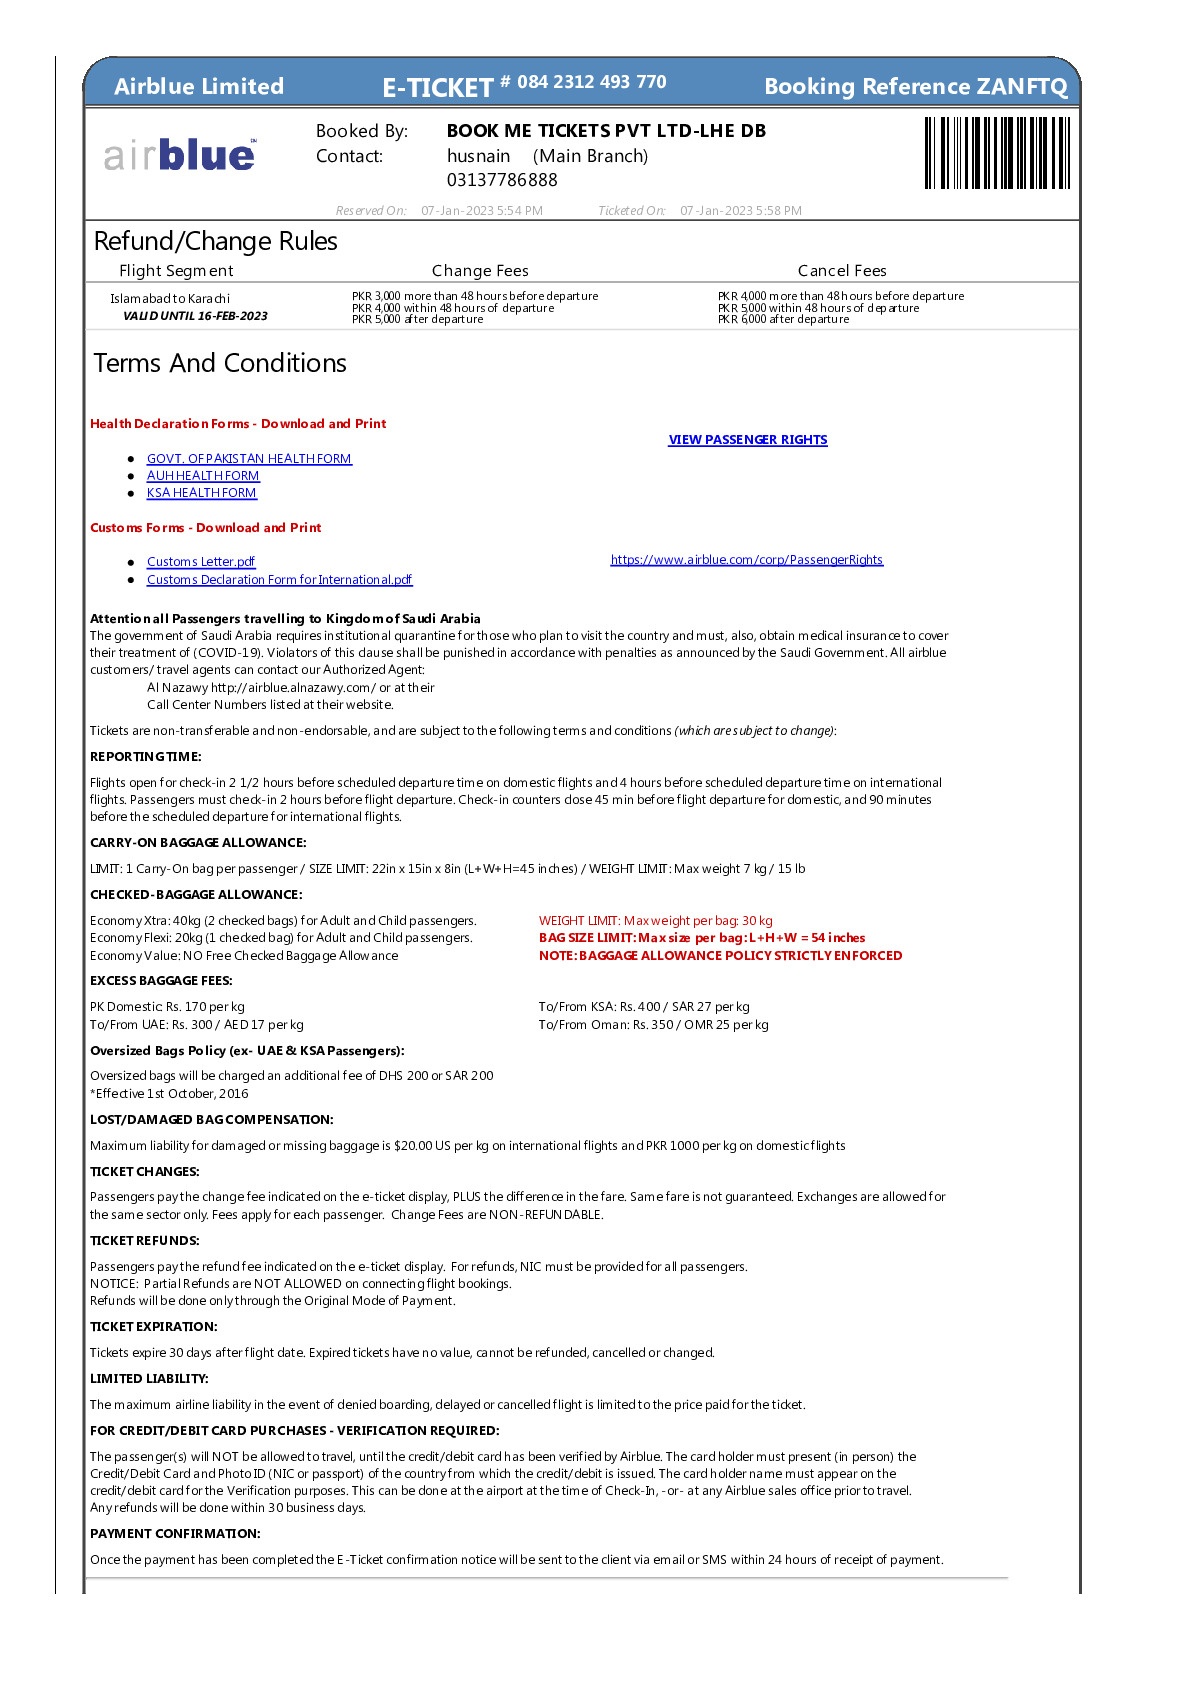 Airblue Limited E-TICKET # 084 2312 493 770 Booking Reference ZANFTQ
airblue™
Booked By: BOOK ME TICKETS PVT LTD-LHE DB
Contact: husnain (Main Branch)
03137786888
Reserved On: 07-Jan-2023 5:54 PM Ticketed On: 07-Jan-2023 5:58 PM
Refund/Change Rules
Flight Segment Change Fees Cancel Fees
Islamabad to Karachi
VALID UNTIL 16-FEB-2023
PKR 3,000 more than 48 hours before departure
PKR 4,000 within 48 hours of departure
PKR 5,000 after departure
PKR 4,000 more than 48 hours before departure
PKR 5,000 within 48 hours of departure
PKR 6,000 after departure
Terms And Conditions
Health Declaration Forms - Download and Print
VIEW PASSENGER RIGHTS
● GOVT. OF PAKISTAN HEALTH FORM
● AUH HEALTH FORM
● KSA HEALTH FORM
Customs Forms - Download and Print
● Customs Letter.pdf
https://www.airblue.com/corp/PassengerRights
● Customs Declaration Form for International.pdf
Attention all Passengers travelling to Kingdom of Saudi Arabia
The government of Saudi Arabia requires institutional quarantine for those who plan to visit the country and must, also, obtain medical insurance to cover
their treatment of (COVID-19). Violators of this clause shall be punished in accordance with penalties as announced by the Saudi Government. All airblue
customers/ travel agents can contact our Authorized Agent:
Al Nazawy http://airblue.alnazawy.com/ or at their
Call Center Numbers listed at their website.
Tickets are non-transferable and non-endorsable, and are subject to the following terms and conditions (which are subject to change):
REPORTING TIME:
Flights open for check-in 2 1/2 hours before scheduled departure time on domestic flights and 4 hours before scheduled departure time on international
flights. Passengers must check-in 2 hours before flight departure. Check-in counters close 45 min before flight departure for domestic, and 90 minutes
before the scheduled departure for international flights.
CARRY-ON BAGGAGE ALLOWANCE:
LIMIT: 1 Carry-On bag per passenger / SIZE LIMIT: 22in x 15in x 8in (L+W+H=45 inches) / WEIGHT LIMIT: Max weight 7 kg / 15 lb
CHECKED-BAGGAGE ALLOWANCE:
Economy Xtra: 40kg (2 checked bags) for Adult and Child passengers. WEIGHT LIMIT: Max weight per bag: 30 kg
Economy Flexi: 20kg (1 checked bag) for Adult and Child passengers. BAG SIZE LIMIT: Max size per bag: L+H+W = 54 inches
Economy Value: NO Free Checked Baggage Allowance NOTE: BAGGAGE ALLOWANCE POLICY STRICTLY ENFORCED
EXCESS BAGGAGE FEES:
PK Domestic: Rs. 170 per kg To/From KSA: Rs. 400 / SAR 27 per kg
To/From UAE: Rs. 300 / AED 17 per kg To/From Oman: Rs. 350 / OMR 25 per kg
Oversized Bags Policy (ex- UAE & KSA Passengers):
Oversized bags will be charged an additional fee of DHS 200 or SAR 200
*Effective 1st October, 2016
LOST/DAMAGED BAG COMPENSATION:
Maximum liability for damaged or missing baggage is $20.00 US per kg on international flights and PKR 1000 per kg on domestic flights
TICKET CHANGES:
Passengers pay the change fee indicated on the e-ticket display, PLUS the difference in the fare. Same fare is not guaranteed. Exchanges are allowed for
the same sector only. Fees apply for each passenger. Change Fees are NON-REFUNDABLE.
TICKET REFUNDS:
Passengers pay the refund fee indicated on the e-ticket display. For refunds, NIC must be provided for all passengers.
NOTICE: Partial Refunds are NOT ALLOWED on connecting flight bookings.
Refunds will be done only through the Original Mode of Payment.
TICKET EXPIRATION:
Tickets expire 30 days after flight date. Expired tickets have no value, cannot be refunded, cancelled or changed.
LIMITED LIABILITY:
The maximum airline liability in the event of denied boarding, delayed or cancelled flight is limited to the price paid for the ticket.
FOR CREDIT/DEBIT CARD PURCHASES - VERIFICATION REQUIRED:
The passenger(s) will NOT be allowed to travel, until the credit/debit card has been verified by Airblue. The card holder must present (in person) the
Credit/Debit Card and Photo ID (NIC or passport) of the country from which the credit/debit is issued. The card holder name must appear on the
credit/debit card for the Verification purposes. This can be done at the airport at the time of Check-In, -or- at any Airblue sales office prior to travel.
Any refunds will be done within 30 business days.
PAYMENT CONFIRMATION:
Once the payment has been completed the E-Ticket confirmation notice will be sent to the client via email or SMS within 24 hours of receipt of payment.